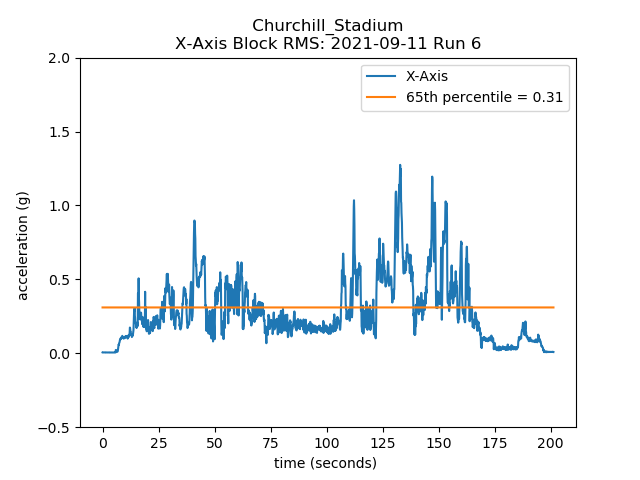 Churchill_Stadium
X-Axis Block RMS: 2021-09-11 Run 6
X-Axis
65th percentile = 0.31
2.0
1.5
1.0
0.5
0.0
−0.5
acceleration (g)
0 25 50 75 100 125 150 175 200
time (seconds)